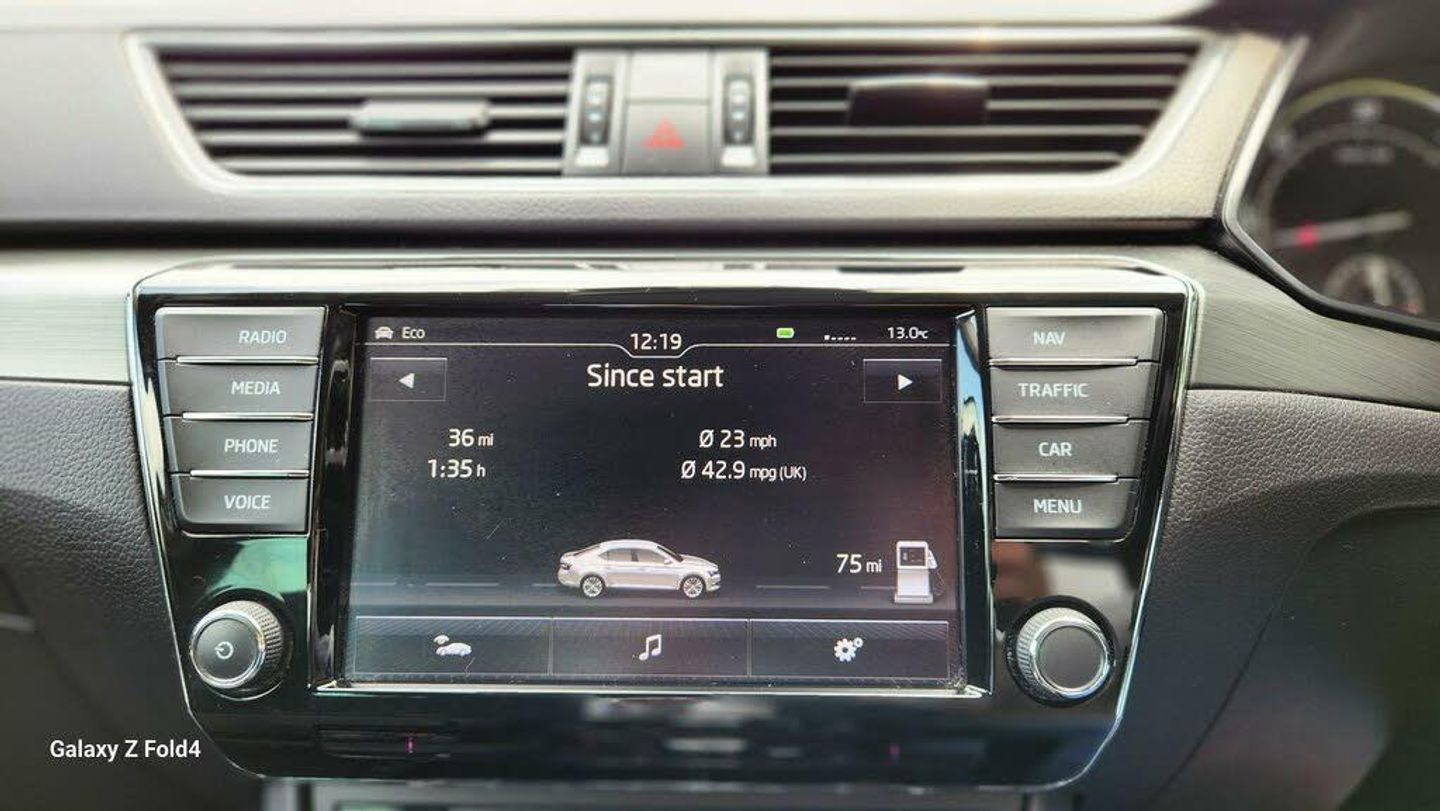 RADIO
MEDIA
PHONE
VOICE
Eco
12:19
13.0°C
Since start
36 mi
Ø 23 mph
1:35 h
Ø 42.9 mpg (UK)
75 mi
NAV
TRAFFIC
CAR
MENU
Galaxy Z Fold4